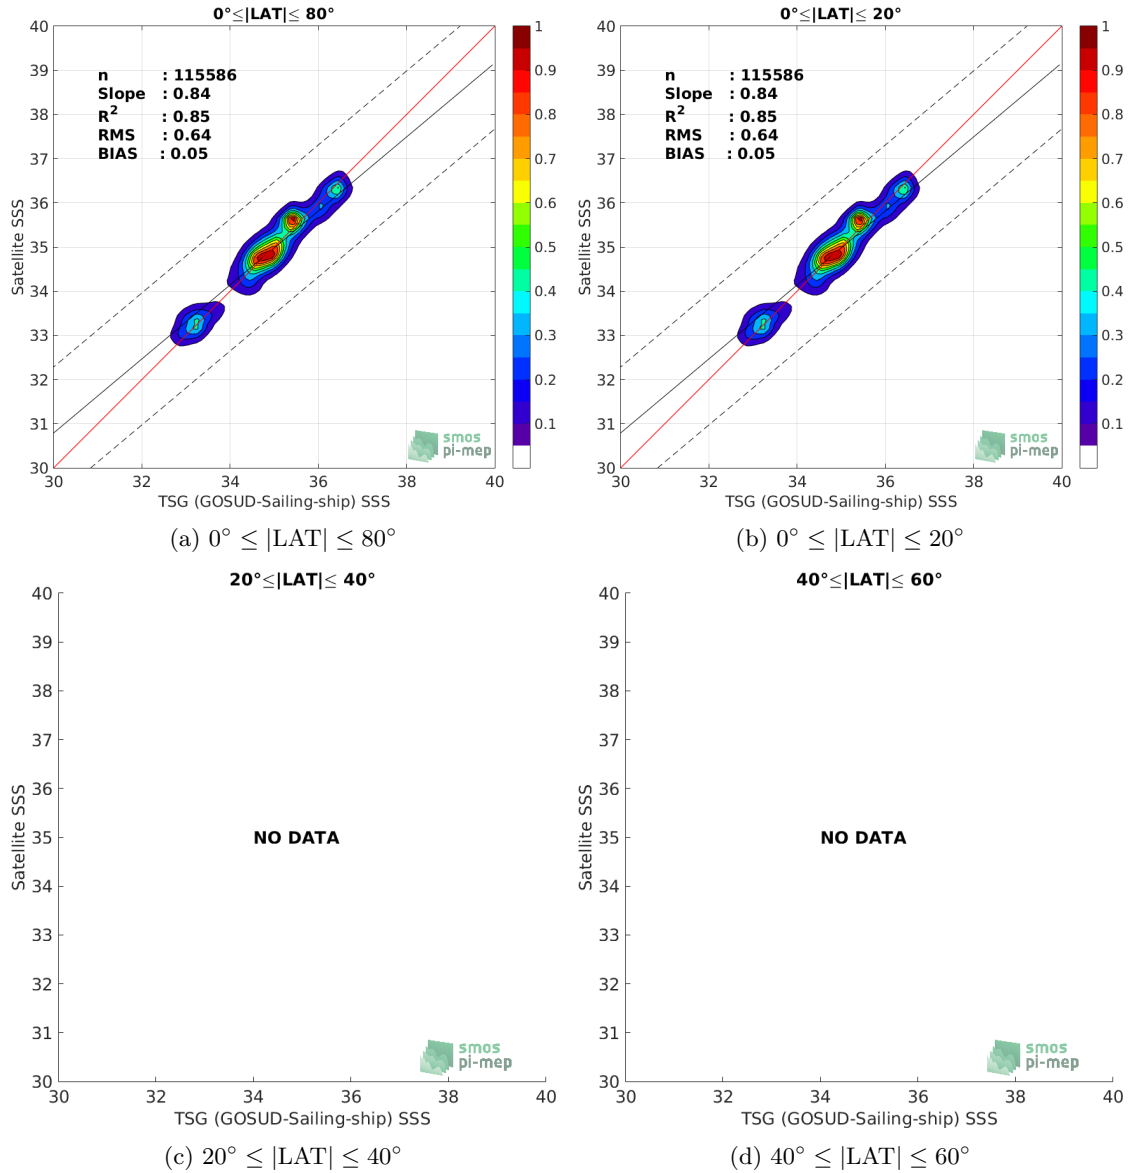 0°≤|LAT|≤ 80°
40
39
38
37
36
35
34
33
32
31
30
Satellite SSS
n : 115586
Slope : 0.84
R2 : 0.85
RMS : 0.64
BIAS : 0.05
smos
pi-mep
30 32 34 36 38 40
TSG (GOSUD-Sailing-ship) SSS
1
0.9
0.8
0.7
0.6
0.5
0.4
0.3
0.2
0.1
(a) 0° ≤ |LAT| ≤ 80°
0°≤|LAT|≤ 20°
40
39
38
37
36
35
34
33
32
31
30
Satellite SSS
n : 115586
Slope : 0.84
R2 : 0.85
RMS : 0.64
BIAS : 0.05
smos
pi-mep
30 32 34 36 38 40
TSG (GOSUD-Sailing-ship) SSS
1
0.9
0.8
0.7
0.6
0.5
0.4
0.3
0.2
0.1
(b) 0° ≤ |LAT| ≤ 20°
20°≤|LAT|≤ 40°
40
39
38
37
36
35
34
33
32
31
30
Satellite SSS
NO DATA
smos
pi-mep
30 32 34 36 38 40
TSG (GOSUD-Sailing-ship) SSS
(c) 20° ≤ |LAT| ≤ 40°
40°≤|LAT|≤ 60°
40
39
38
37
36
35
34
33
32
31
30
Satellite SSS
NO DATA
smos
pi-mep
30 32 34 36 38 40
TSG (GOSUD-Sailing-ship) SSS
(d) 40° ≤ |LAT| ≤ 60°